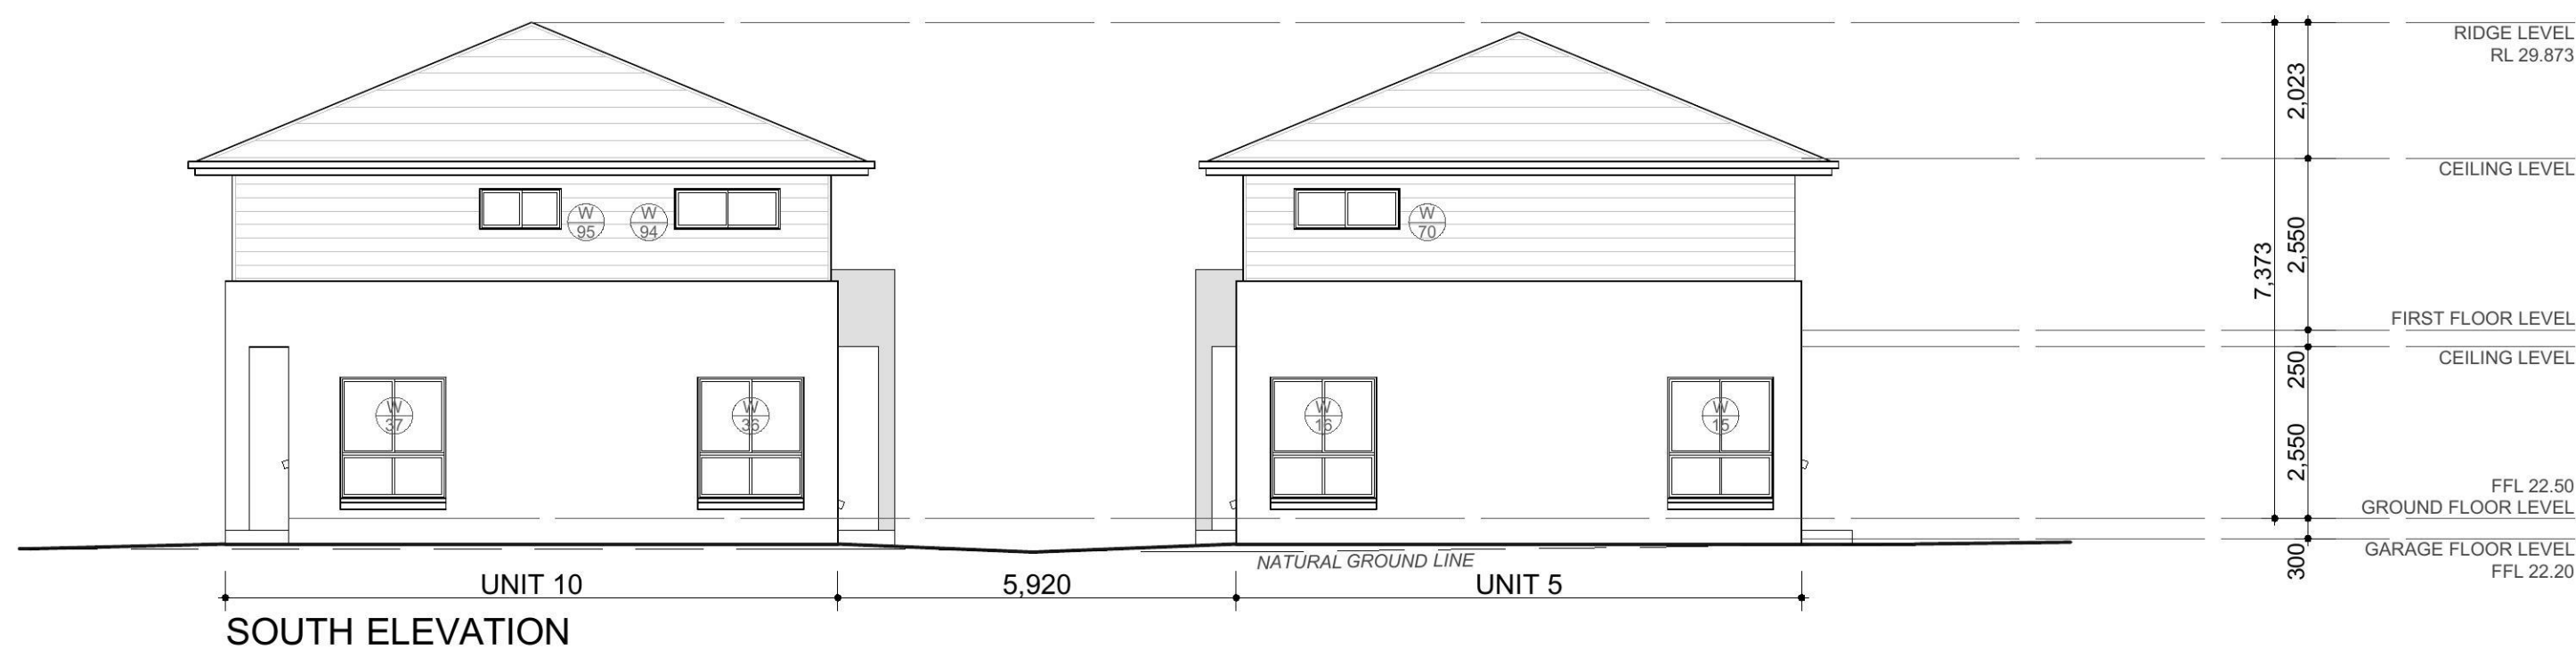 RIDGE LEVEL
RL 29.873
2,023
CEILING LEVEL
W
95
W
94
W
70
2,550
7,373
FIRST FLOOR LEVEL
250
CEILING LEVEL
W
37
W
36
W
16
W
15
2,550
FFL 22.50
GROUND FLOOR LEVEL
300
GARAGE FLOOR LEVEL
FFL 22.20
NATURAL GROUND LINE
UNIT 10
5,920
UNIT 5
SOUTH ELEVATION